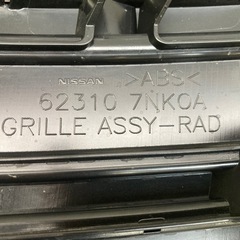 NISSAN >ABS<
62310 7NK0A
GRILLE ASSY-RAD